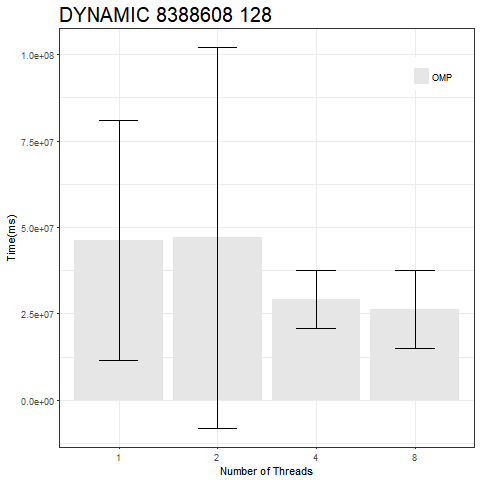 DYNAMIC 8388608 128
1.0e+08
7.5e+07
5.0e+07
2.5e+07
0.0e+00
Time(ms)
OMP
1 2 4 8
Number of Threads